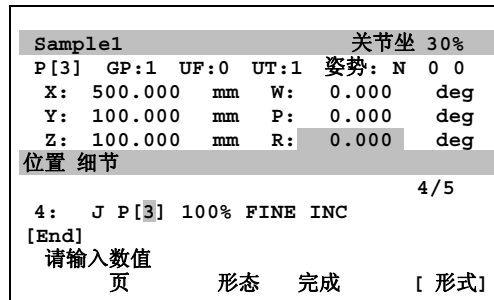 Sample1 关节坐 30%
P[3] GP:1 UF:0 UT:1 姿势: N 0 0
X: 500.000 mm W: 0.000 deg
Y: 100.000 mm P: 0.000 deg
Z: 100.000 mm R: 0.000 deg
位置 细节
4/5
4: J P[3] 100% FINE INC
[End]
请输入数值
页 形态 完成 [ 形式]